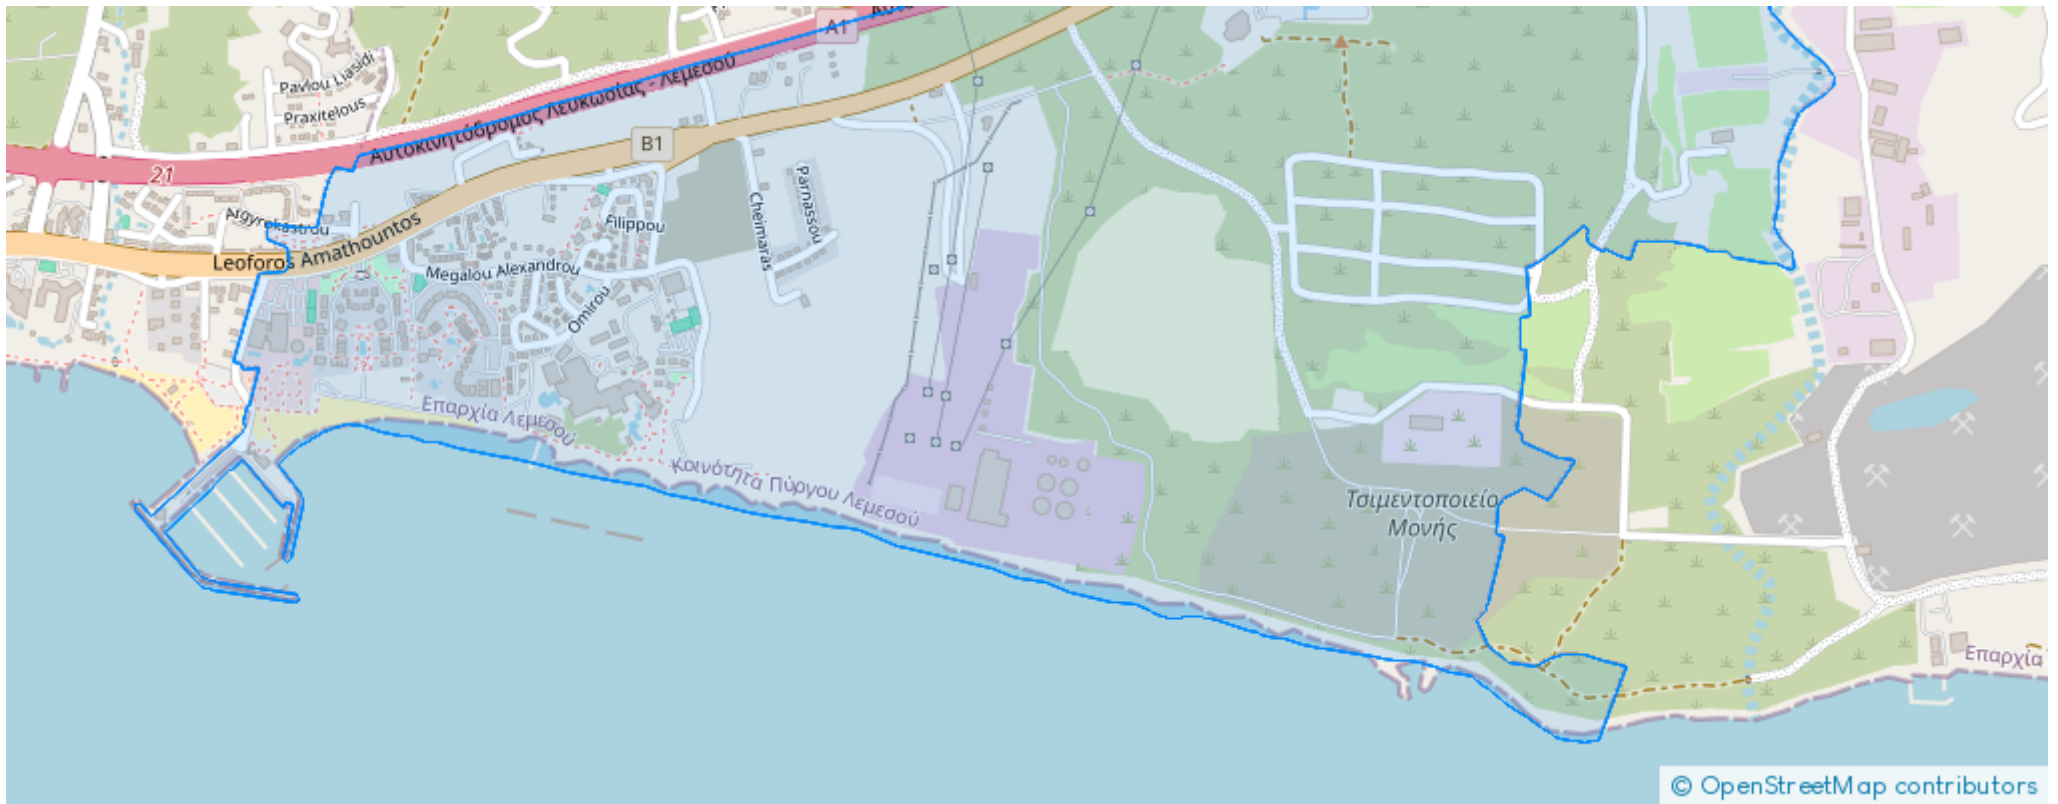 A1
Αυτο
Pavlou Liasidi
Praxitelous
Αυτοκινητόδρομος Λευκωσίας - Λεμεσού
B1
21
Parnassou
Cheimaras
Argyrokastrou
Filippou
Leoforos Amathountos
Megalou Alexandrou
Omirou
Επαρχία Λεμεσού
Κοινότητα Πύργου Λεμεσού
Τσιμεντοποιείο
Μονής
Επαρχία
© OpenStreetMap contributors